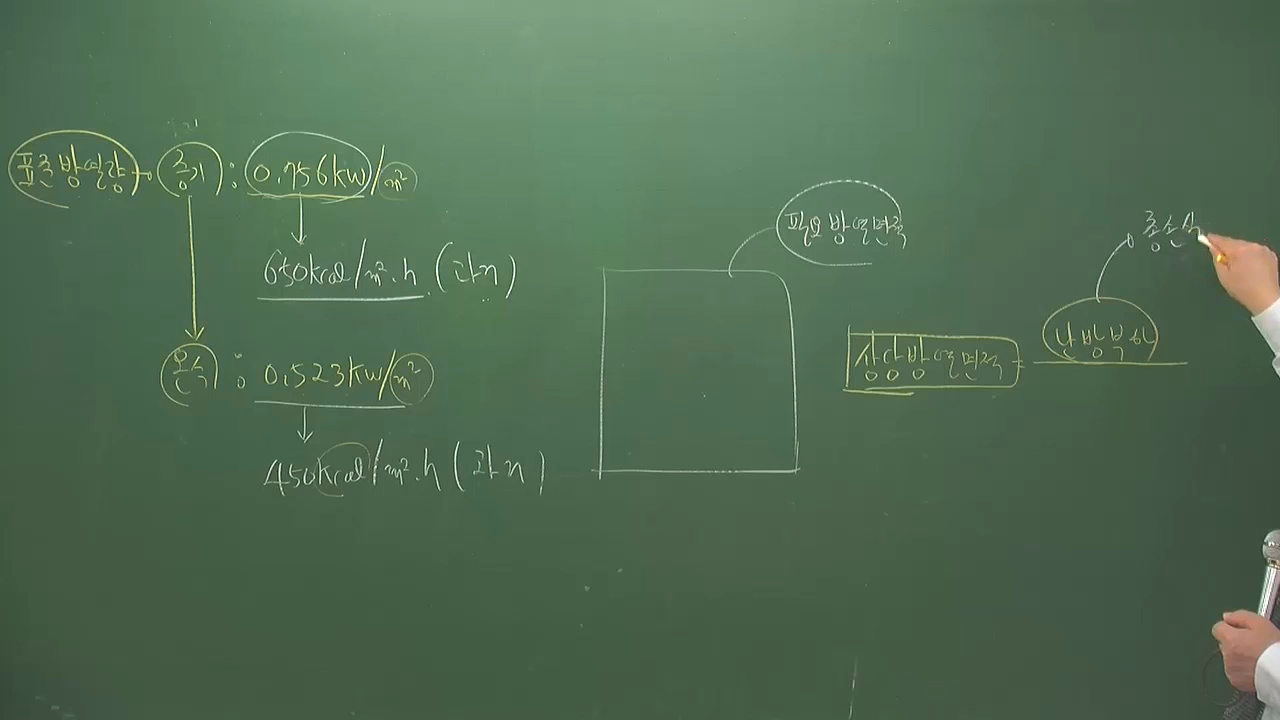 표준방열량 증기 : 0.756kw/m²
650kcal/m².h (과거)
온수 : 0.523kw/m²
450kcal/m².h (과거)
필요방열면적
상당방열면적 =
난방부하
총손실